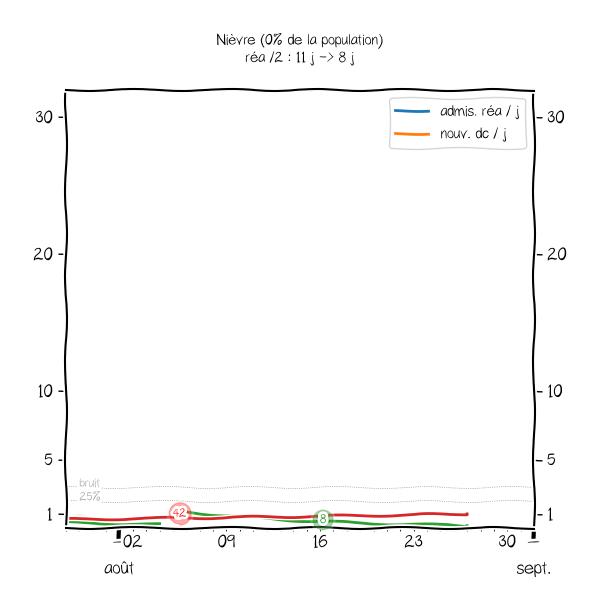 Nièvre (0% de la population)
réa /2 : 11 j -> 8 j
admis. réa / j
nouv. dc / j
30
30
20
20
10
10
5
5
bruit
25%
1
42
8
1
02
09
16
23
30
août
sept.